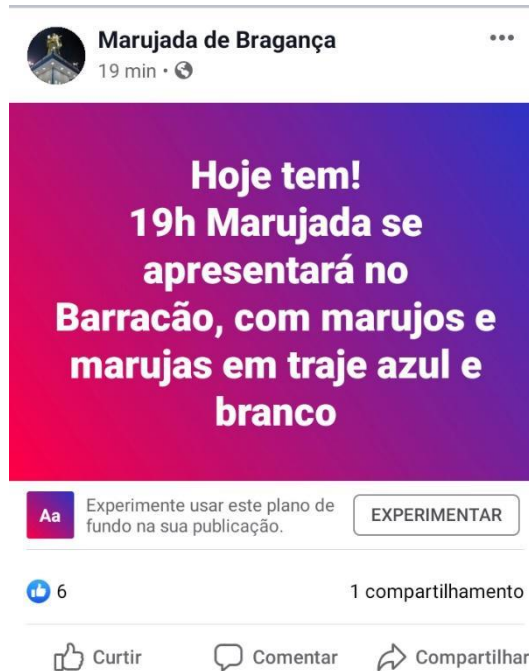 Marujada de Bragança
19 min •
Hoje tem!
19h Marujada se
apresentará no
Barracão, com marujos e
marujas em traje azul e
branco
Aa
Experimente usar este plano de
fundo na sua publicação.
EXPERIMENTAR
6
1 compartilhamento
Curtir
Comentar
Compartilhar